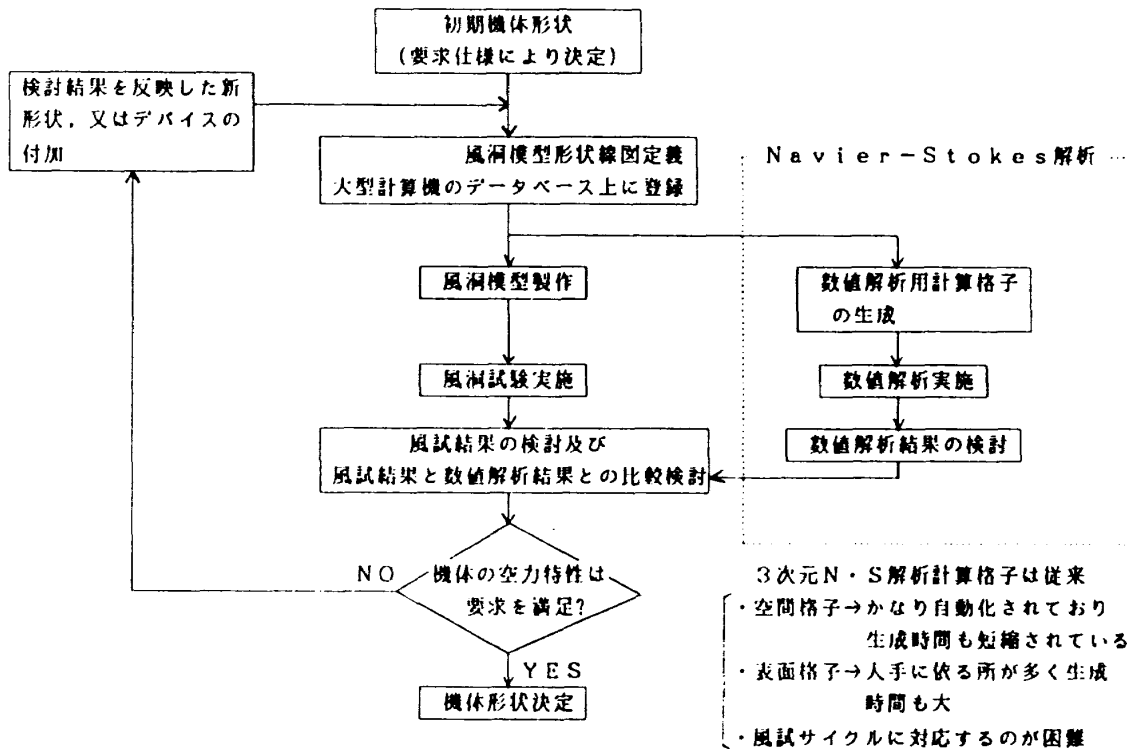 初期機体形状
(要求仕様により決定)
検討結果を反映した新
形状，又はデバイスの
付加
風洞模型形状線図定義
大型計算機のデータベース上に登録
Navier－Stokes解析
風洞模型製作
数値解析用計算格子
の生成
風洞試験実施
数値解析実施
風試結果の検討及び
風試結果と数値解析結果との比較検討
数値解析結果の検討
NO
機体の空力特性は
要求を満足?
YES
機体形状決定
3次元N・S解析計算格子は従来
・空間格子→かなり自動化されており
生成時間も短縮されている
・表面格子→人手に依る所が多く生成
時間も大
・風試サイクルに対応するのが困難